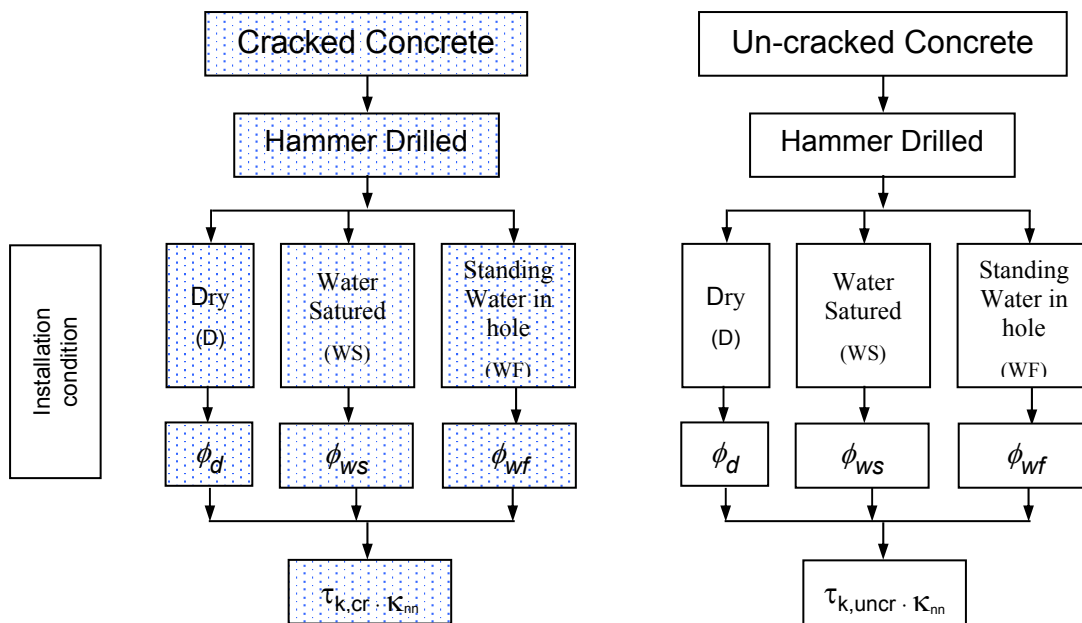 Cracked Concrete
Un-cracked Concrete
Hammer Drilled
Hammer Drilled
Installation
condition
Dry
(D)
Water
Satured
(WS)
Standing
Water in
hole
(WF)
Dry
(D)
Water
Satured
(WS)
Standing
Water in
hole
(WF)
ϕd
ϕws
ϕwf
ϕd
ϕws
ϕwf
τk,cr · κnn
τk,uncr · κnn